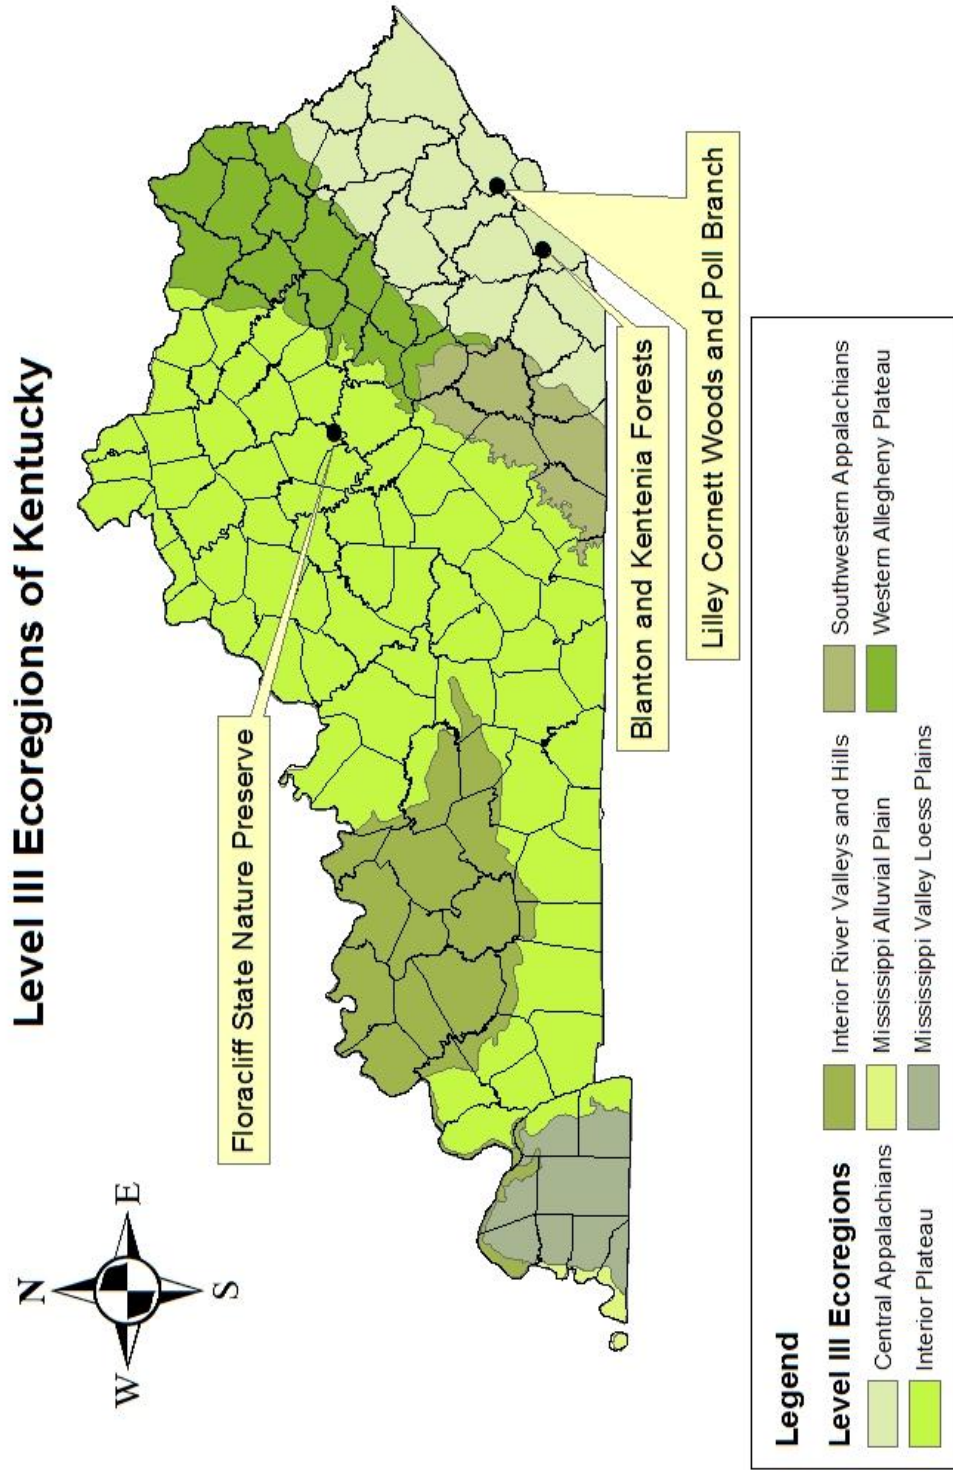 Level III Ecoregions of Kentucky
N
W
E
S
Floracliff State Nature Preserve
Blanton and Kentenia Forests
Lilley Cornett Woods and Poll Branch
Legend
Level III Ecoregions
Central Appalachians
Interior Plateau
Interior River Valleys and Hills
Mississippi Alluvial Plain
Mississippi Valley Loess Plains
Southwestern Appalachians
Western Allegheny Plateau